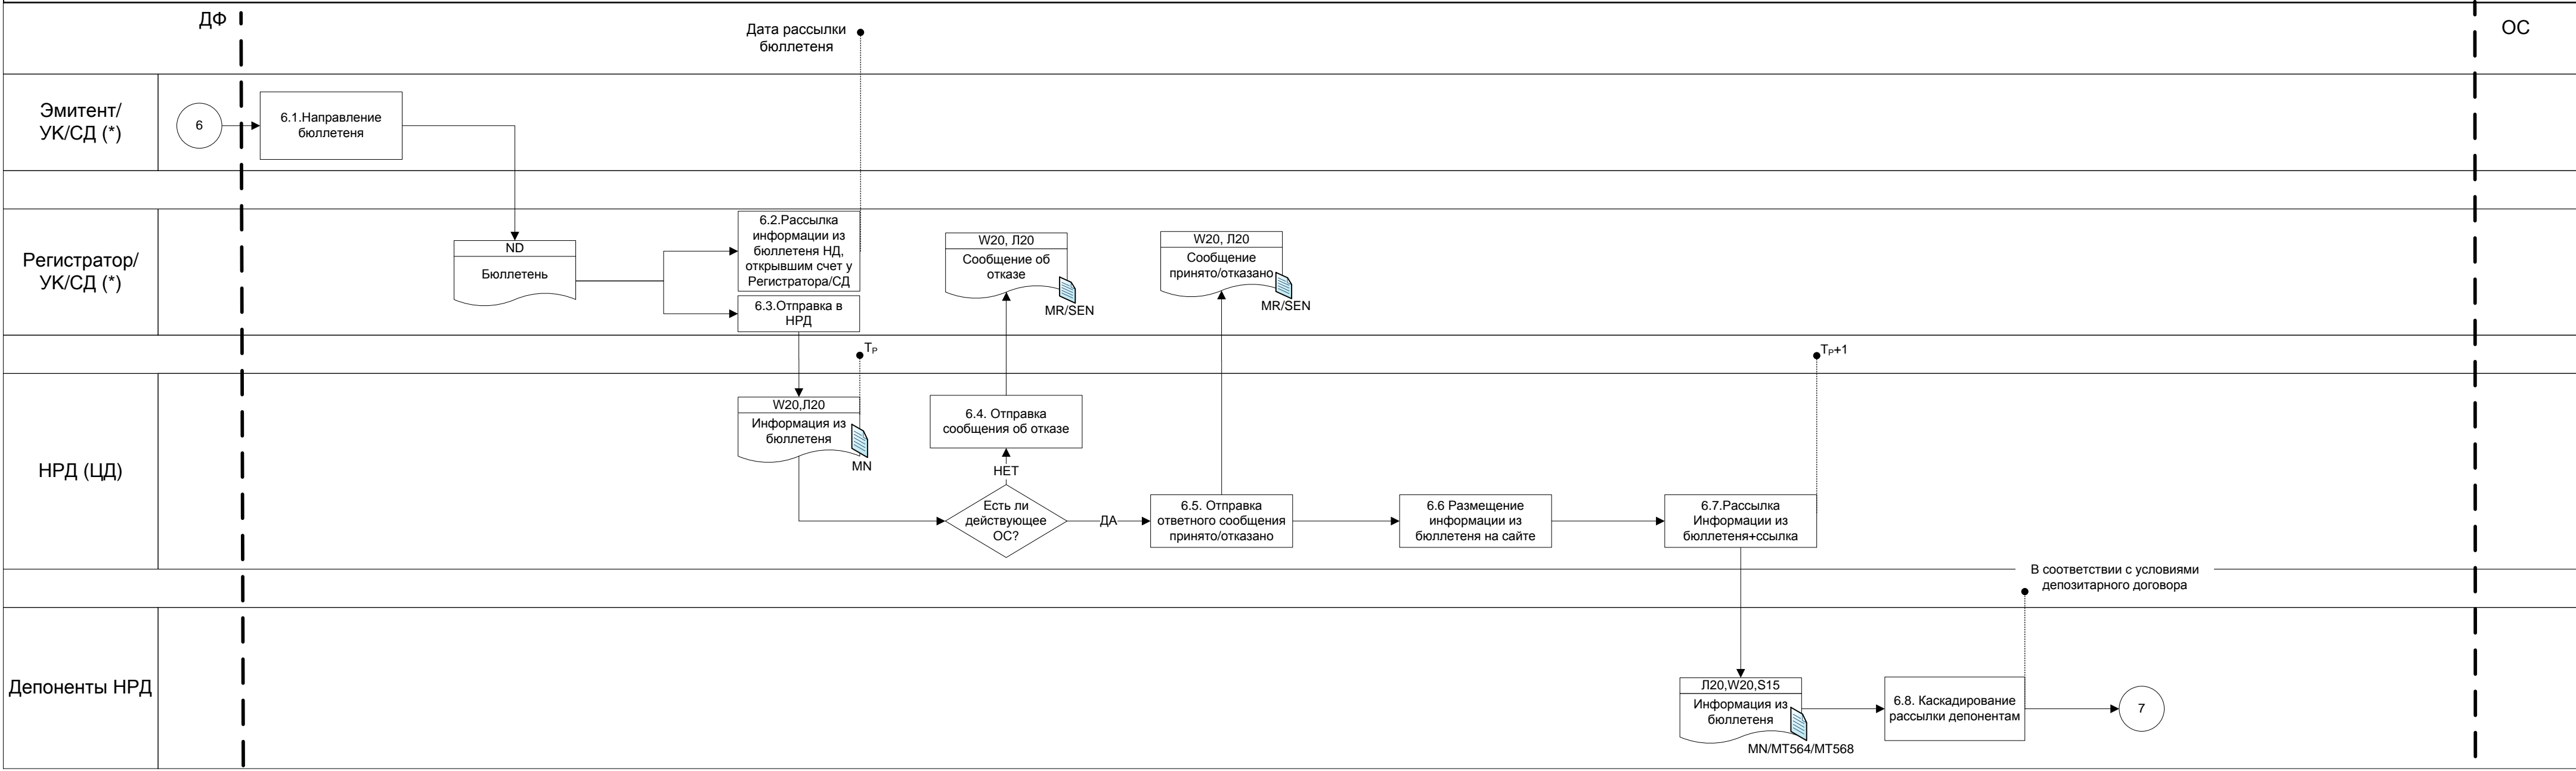 ДФ
Дата рассылки
бюллетеня
ОС
Эмитент/
УК/СД (*)
6
6.1.Направление
бюллетеня
Регистратор/
УК/СД (*)
ND
Бюллетень
6.2.Рассылка
информации из
бюллетеня НД,
открывшим счет у
Регистратора/СД
6.3.Отправка в
НРД
W20, Л20
Сообщение об
отказе
MR/SEN
W20, Л20
Сообщение
принято/отказано
MR/SEN
TP
TP+1
НРД (ЦД)
W20,Л20
Информация из
бюллетеня
MN
6.4. Отправка
сообщения об отказе
НЕТ
Есть ли
действующее
ОС?
ДА
6.5. Отправка
ответного сообщения
принято/отказано
6.6 Размещение
информации из
бюллетеня на сайте
6.7.Рассылка
Информации из
бюллетеня+ссылка
В соответствии с условиями
депозитарного договора
Депоненты НРД
Л20,W20,S15
Информация из
бюллетеня
MN/MT564/MT568
6.8. Каскадирование
рассылки депонентам
7